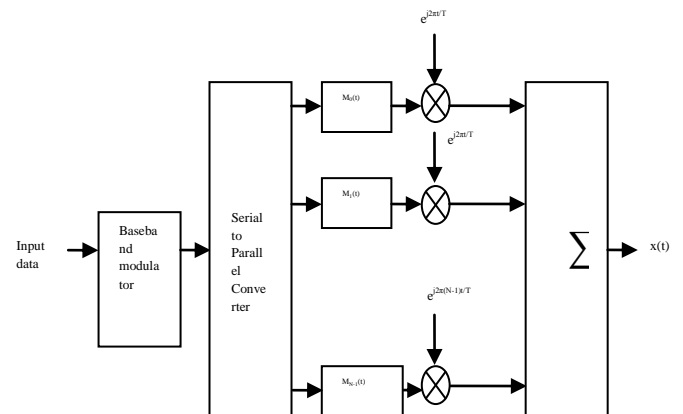 e^{j2πt/T}
M₀(t)
e^{j2πt/T}
M₁(t)
Input
data
Baseba
nd
modula
tor
Serial
to
Parall
el
Conve
rter
∑
x(t)
e^{j2π(N-1)t/T}
M_{N-1}(t)